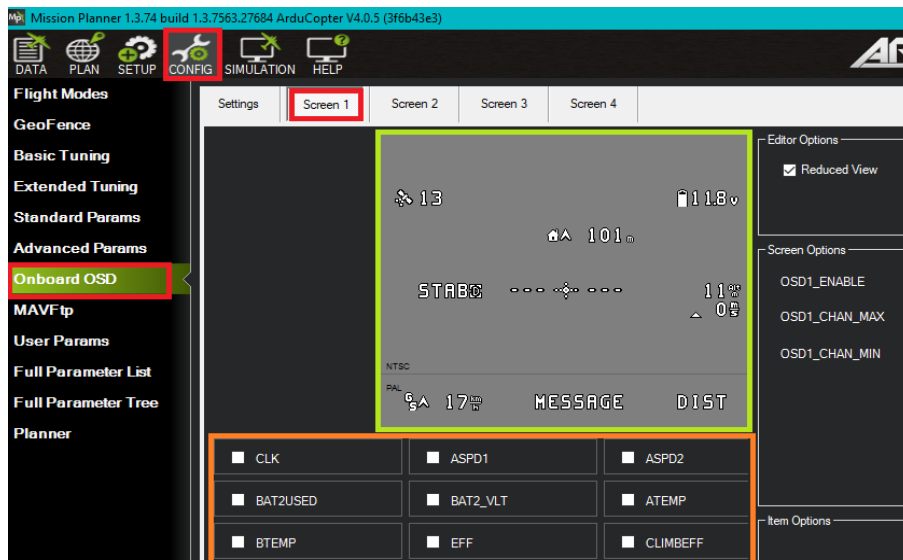 Mission Planner 1.3.74 build 1.3.7563.27684 ArduCopter V4.0.5 (3f6b43e3)
DATA PLAN SETUP CONFIG SIMULATION HELP
Flight Modes
GeoFence
Basic Tuning
Extended Tuning
Standard Params
Advanced Params
Onboard OSD
MAVFtp
User Params
Full Parameter List
Full Parameter Tree
Planner
Settings Screen 1 Screen 2 Screen 3 Screen 4
13 11.8v
101m
STAB 11 Alt m
0 m s
NTSC
PAL
GS 17 km h MESSAGE DIST
CLK ASPD1 ASPD2
BAT2USED BAT2_VLT ATEMP
BTEMP EFF CLIMBEFF
Editor Options
Reduced View
Screen Options
OSD1_ENABLE
OSD1_CHAN_MAX
OSD1_CHAN_MIN
Item Options